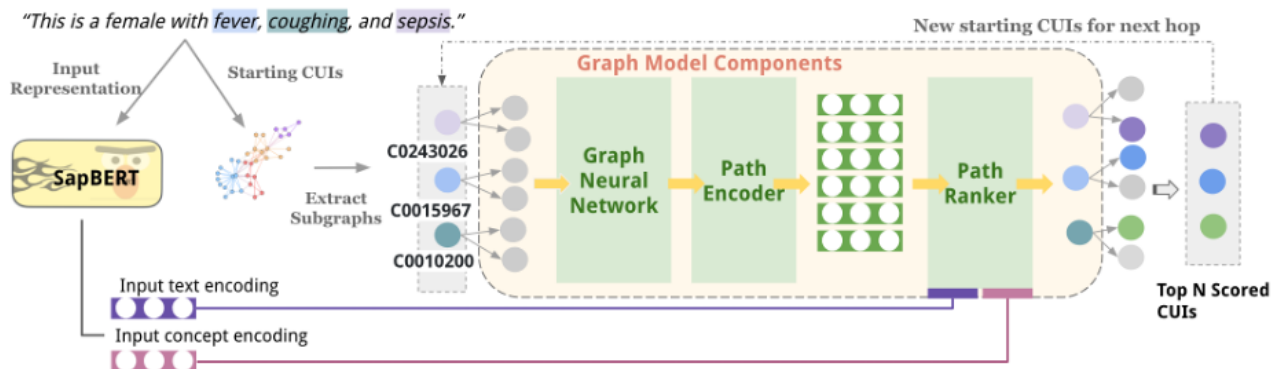 “This is a female with fever, coughing, and sepsis.”
New starting CUIs for next hop
Input
Representation
Starting CUIs
Graph Model Components
SapBERT
Extract
Subgraphs
C0243026
C0015967
C0010200
Graph
Neural
Network
Path
Encoder
Path
Ranker
Top N Scored
CUIs
Input text encoding
Input concept encoding